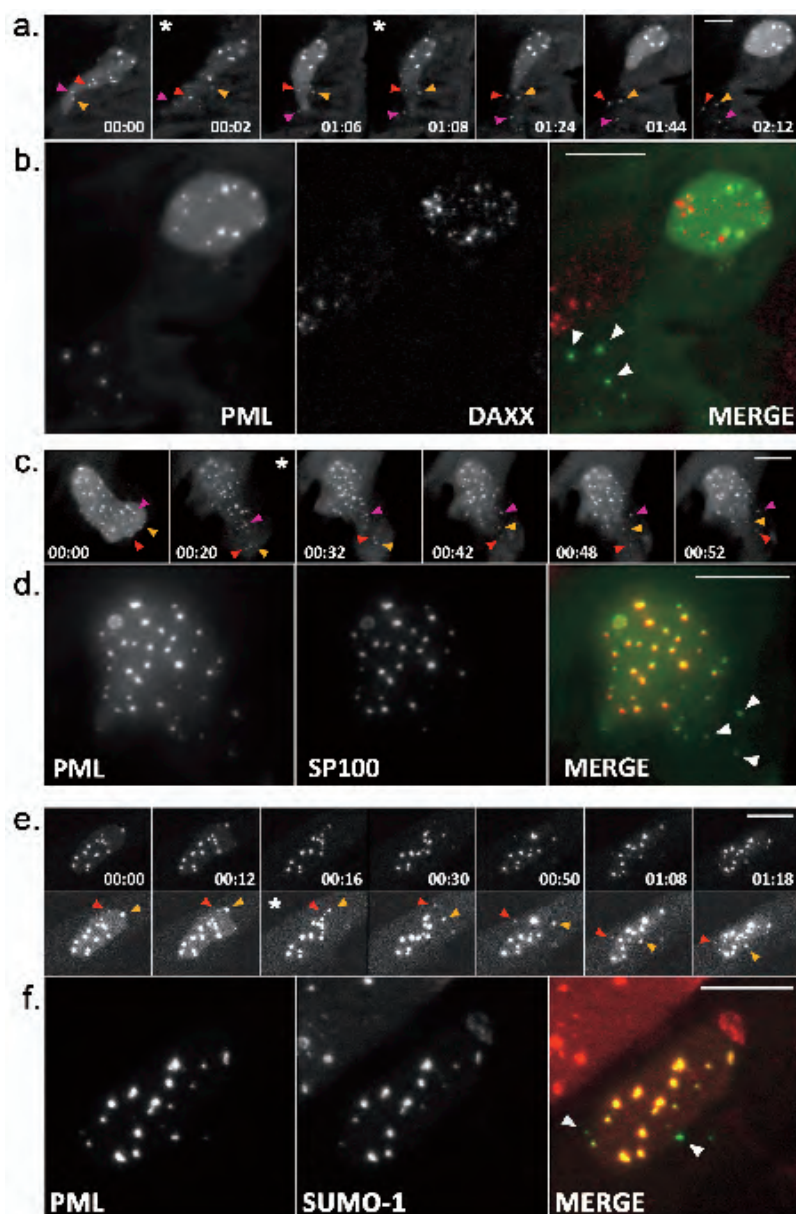 a.
* *
00:00 00:02 01:06 01:08 01:24 01:44 02:12
b.
PML DAXX MERGE
c.
*
00:00 00:20 00:32 00:42 00:48 00:52
d.
PML SP100 MERGE
e.
00:00 00:12 00:16 00:30 00:50 01:08 01:18
*
f.
PML SUMO-1 MERGE